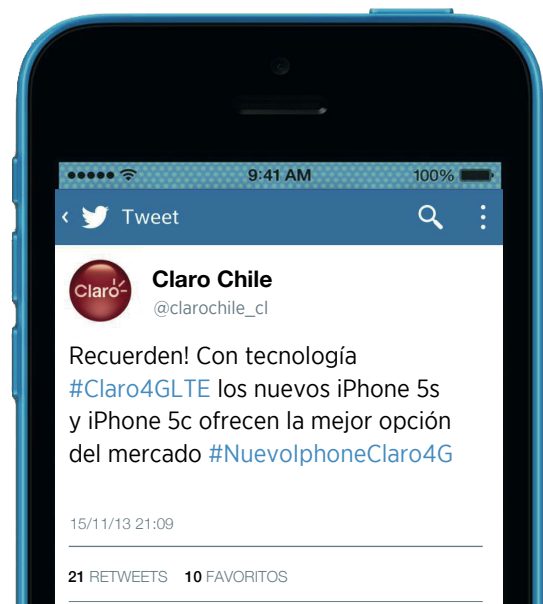 9:41 AM 100%
Tweet
Claro
Claro Chile
@clarochile_cl
Recuerden! Con tecnología
#Claro4GLTE los nuevos iPhone 5s
y iPhone 5c ofrecen la mejor opción
del mercado #NuevoIphoneClaro4G
15/11/13 21:09
21 RETWEETS 10 FAVORITOS